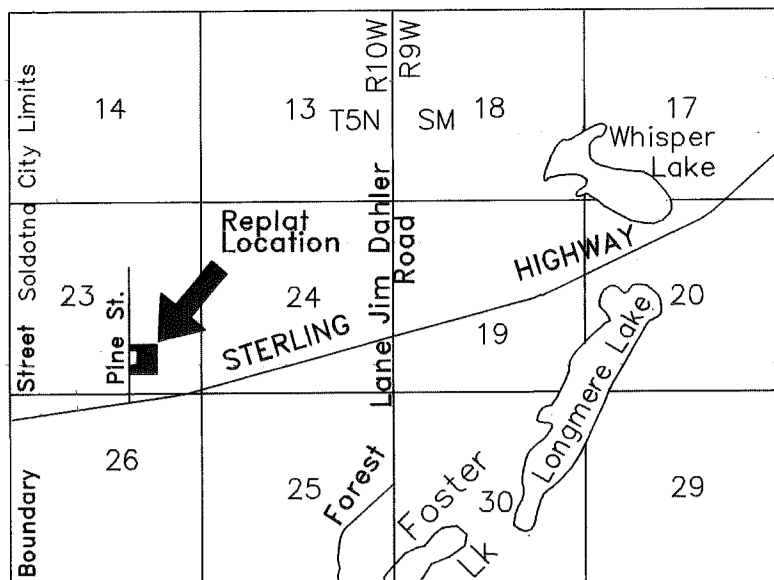 Boundary Street Soldotna City Limits
14
13
R10W
R9W
T5N
SM
18
17
Whisper
Lake
Replat
Location
Lane Jim Dahler
Road
HIGHWAY
23
Pine St.
24
STERLING
19
20
Longmere Lake
26
25
Forest
Foster
Lk
30
29